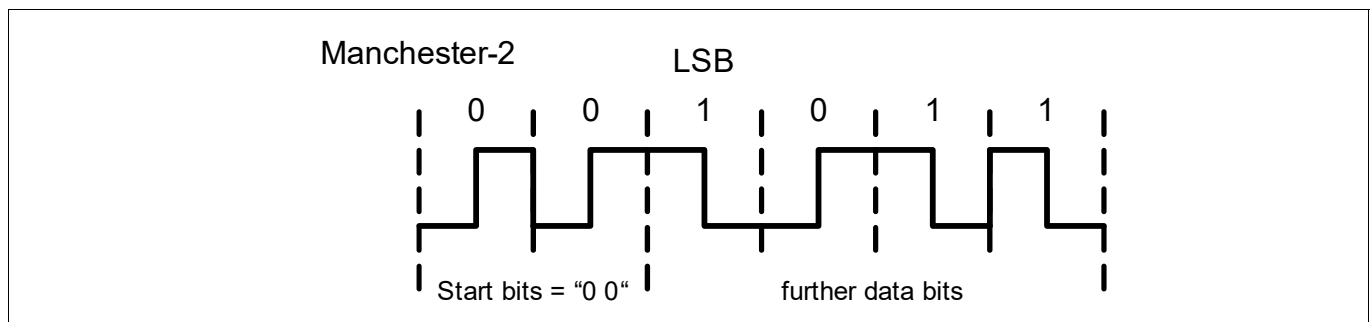 Manchester-2 LSB
0 0 1 0 1 1
Start bits = “0 0“ further data bits